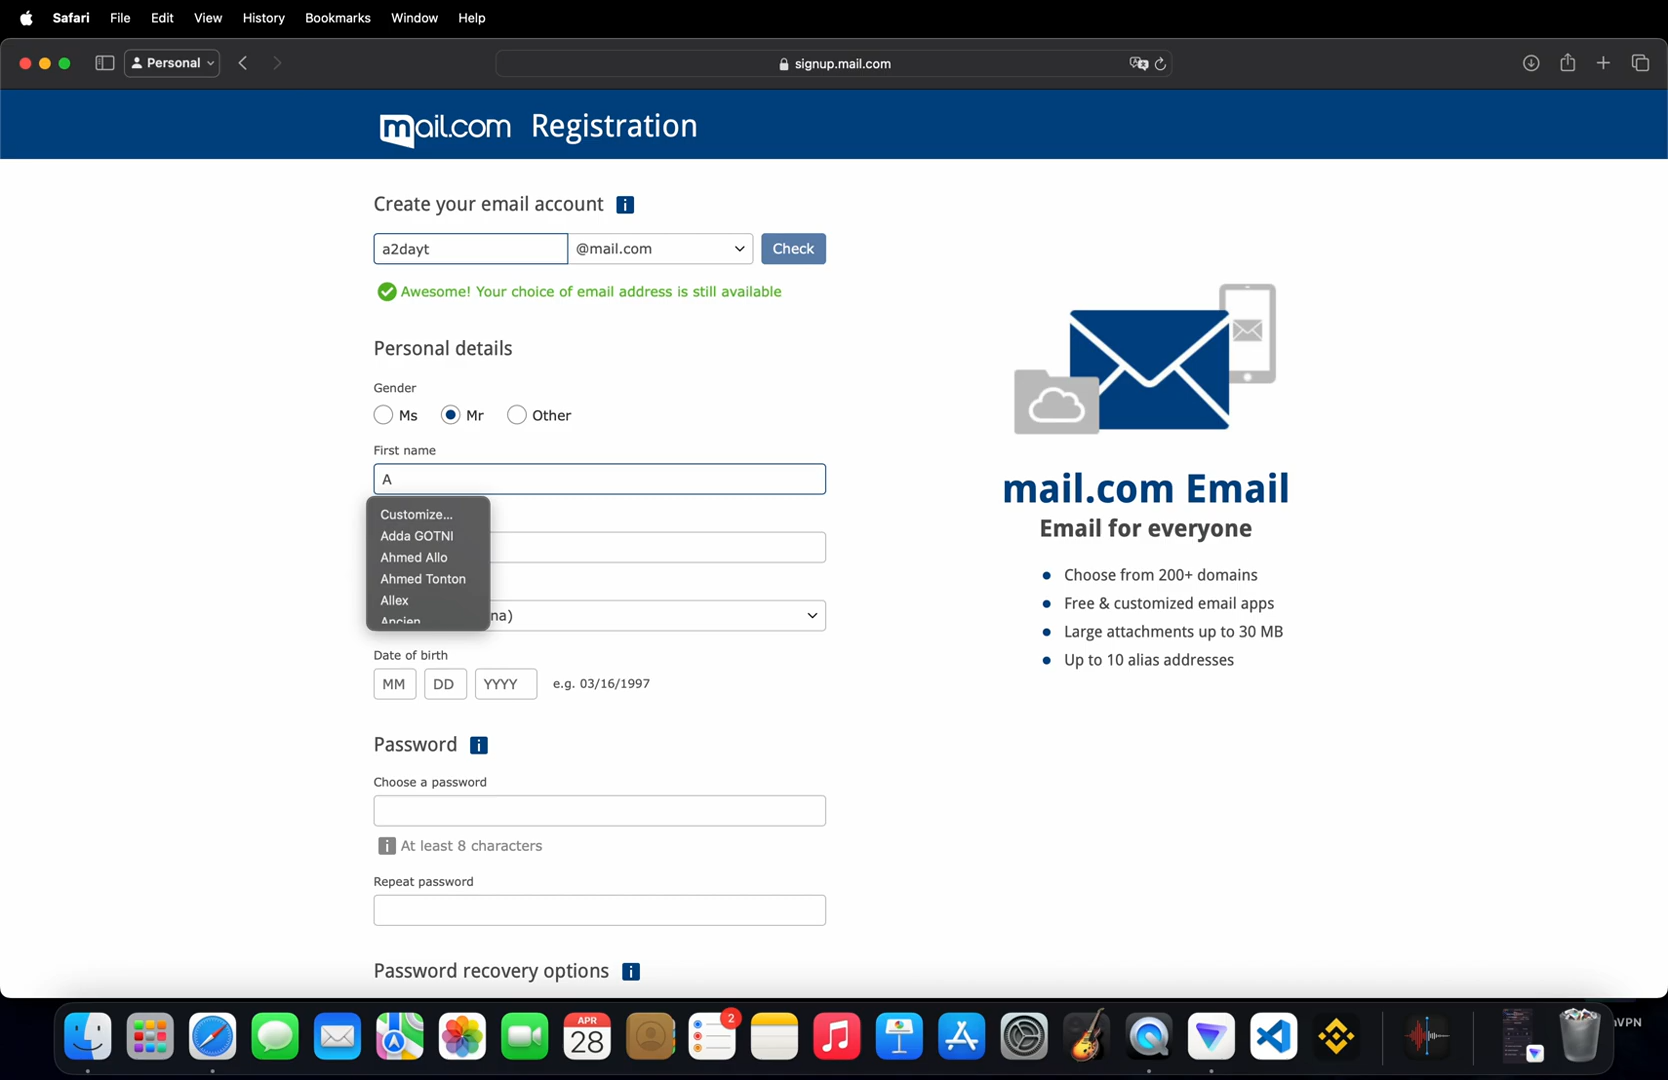 Safari File Edit View History Bookmarks Window Help
Personal
signup.mail.com
mail.com Registration
Create your email account
a2dayt @mail.com Check
Awesome! Your choice of email address is still available
Personal details
Gender
Ms Mr Other
First name
A
Customize...
Adda GOTNI
Ahmed Allo
Ahmed Tonton
Allex
Ancien
na)
Date of birth
MM DD YYYY e.g. 03/16/1997
Password
Choose a password
At least 8 characters
Repeat password
Password recovery options
mail.com Email
Email for everyone
Choose from 200+ domains
Free & customized email apps
Large attachments up to 30 MB
Up to 10 alias addresses
APR
28
2
VPN